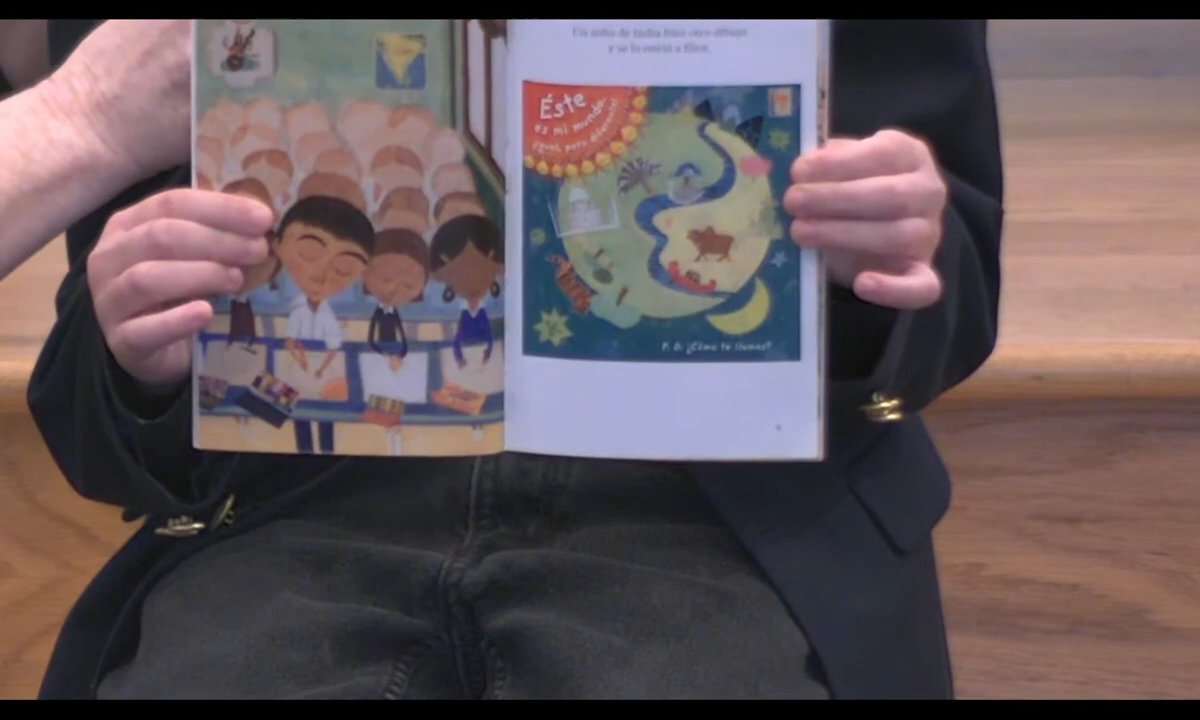 Un niño de India hizo otro dibujo
y se lo envió a Eliot.
Éste
es mi mundo.
¡Igual, pero diferente!
P. D. ¿Cómo te llamas?